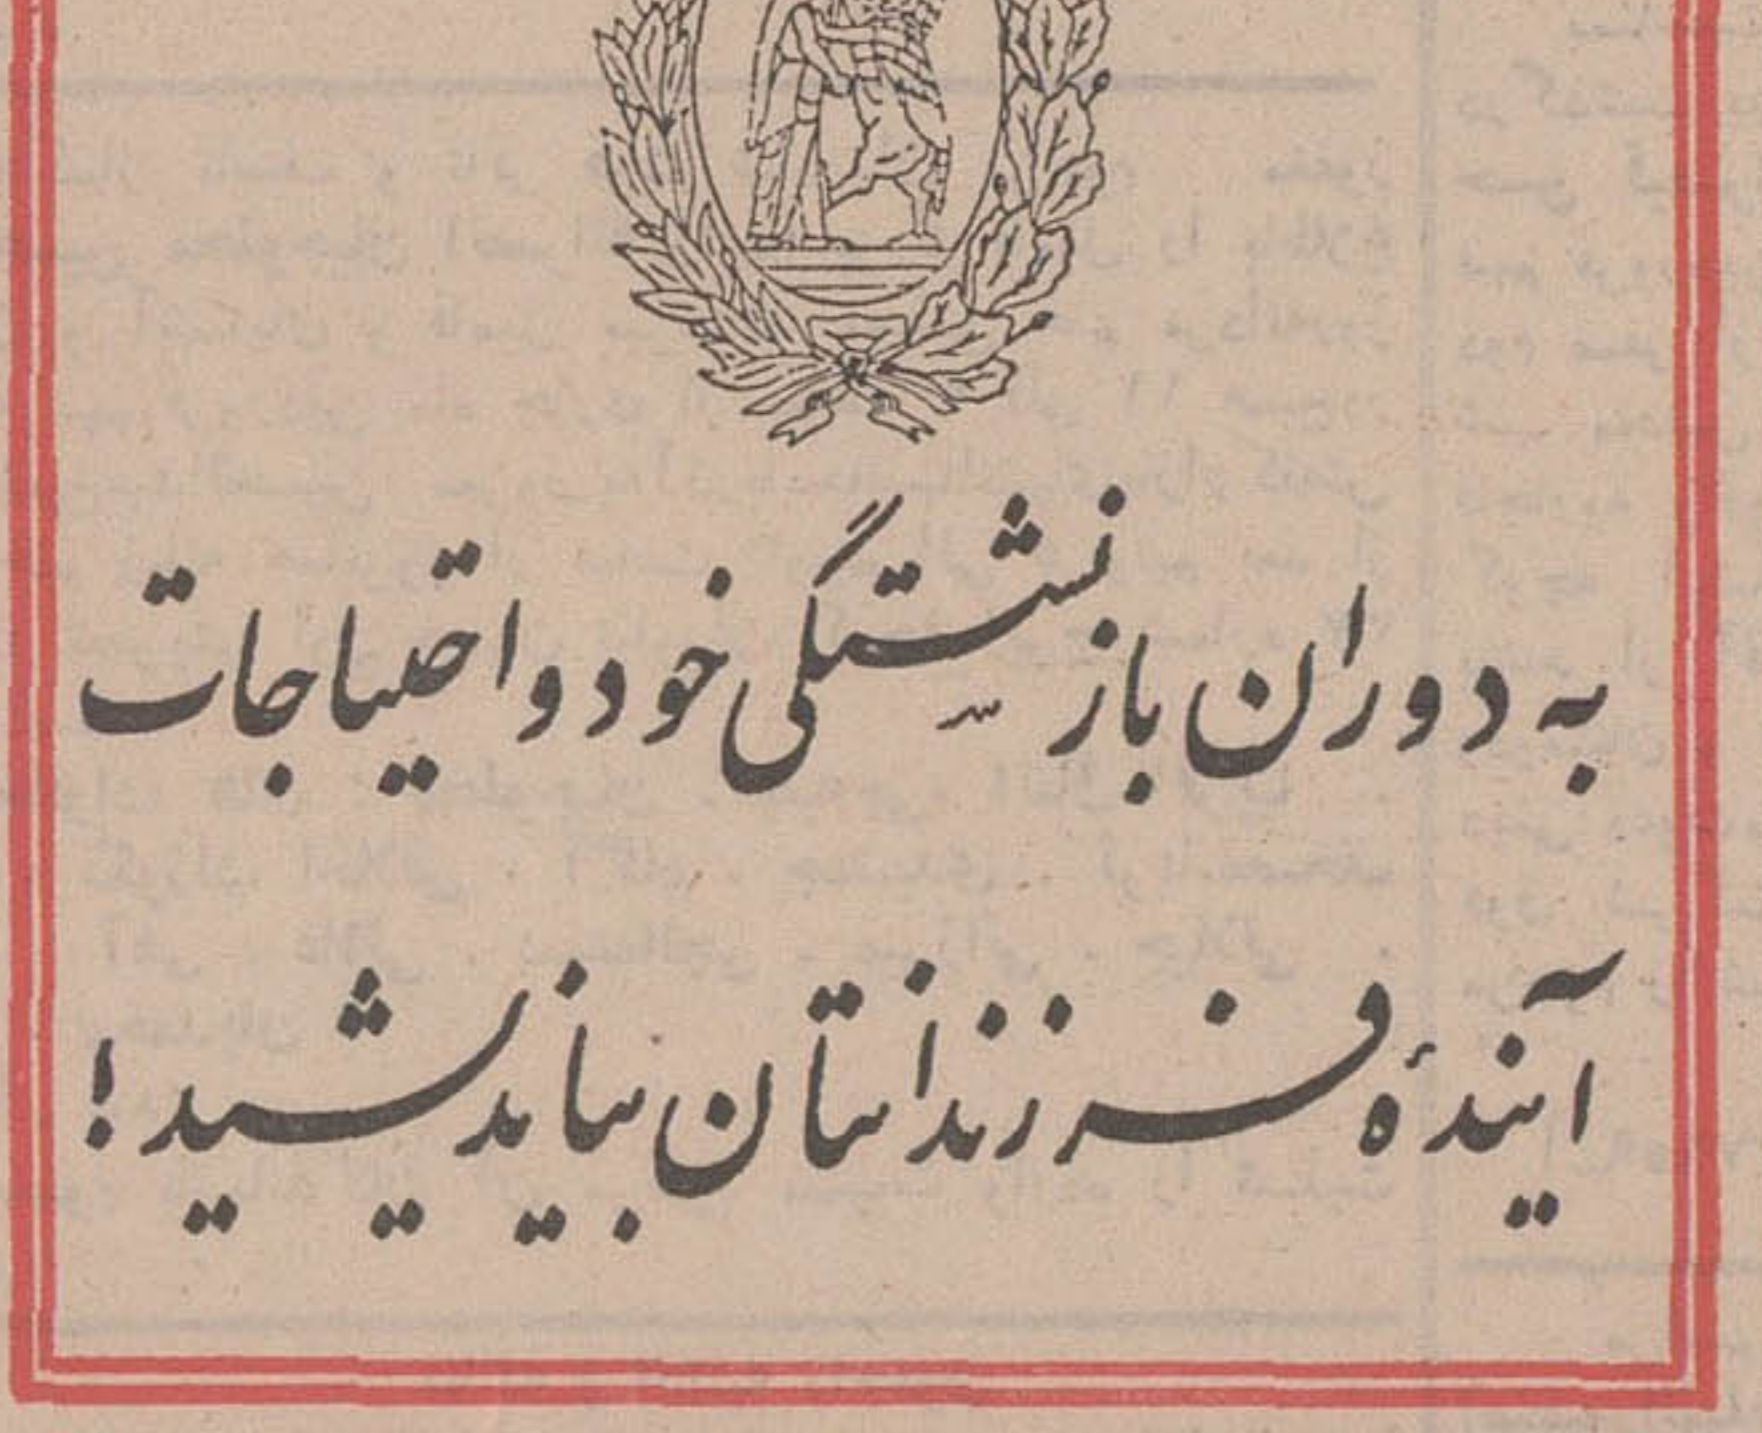 به دوران بازنشستگی خود و احتیاجات
آیندهٔ فرزندانتان بیاندیشید!